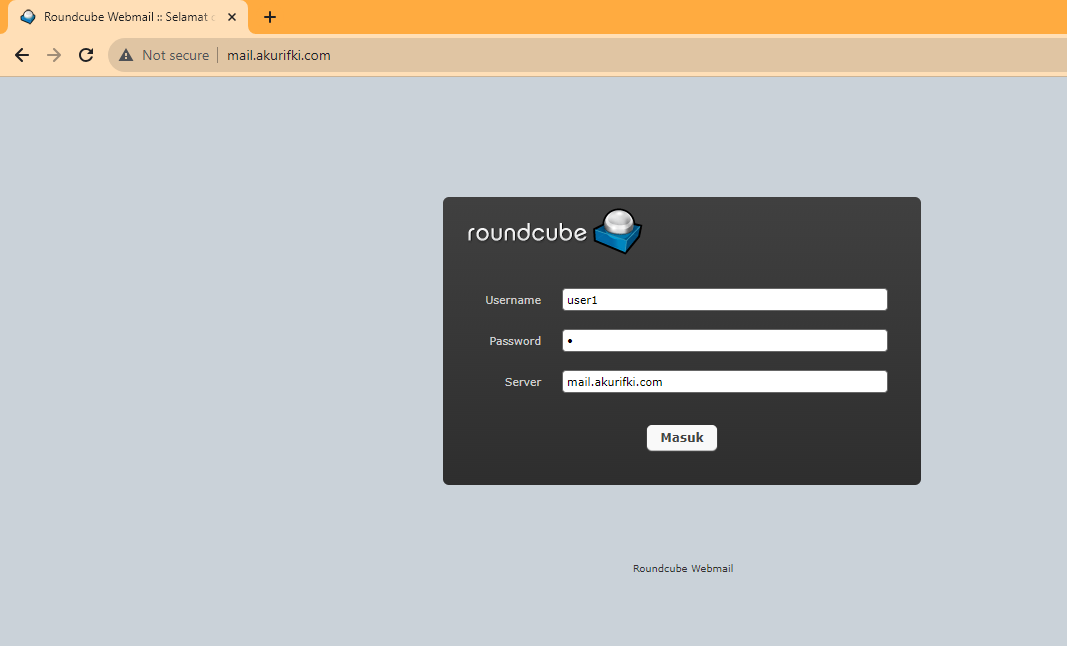 Roundcube Webmail :: Selamat
Not secure mail.akurifki.com
roundcube
Username user1
Password •
Server mail.akurifki.com
Masuk
Roundcube Webmail